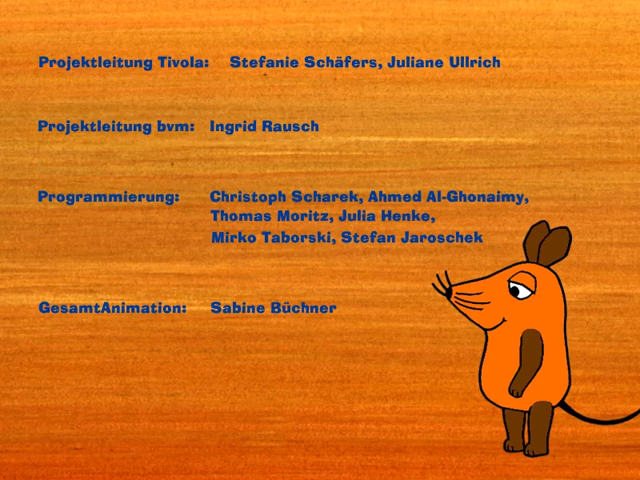 Projektleitung Tivola: Stefanie Schäfers, Juliane Ullrich
Projektleitung bvm: Ingrid Rausch
Programmierung: Christoph Scharek, Ahmed Al-Ghonaimy,
Thomas Moritz, Julia Henke,
Mirko Taborski, Stefan Jaroschek
GesamtAnimation: Sabine Büchner